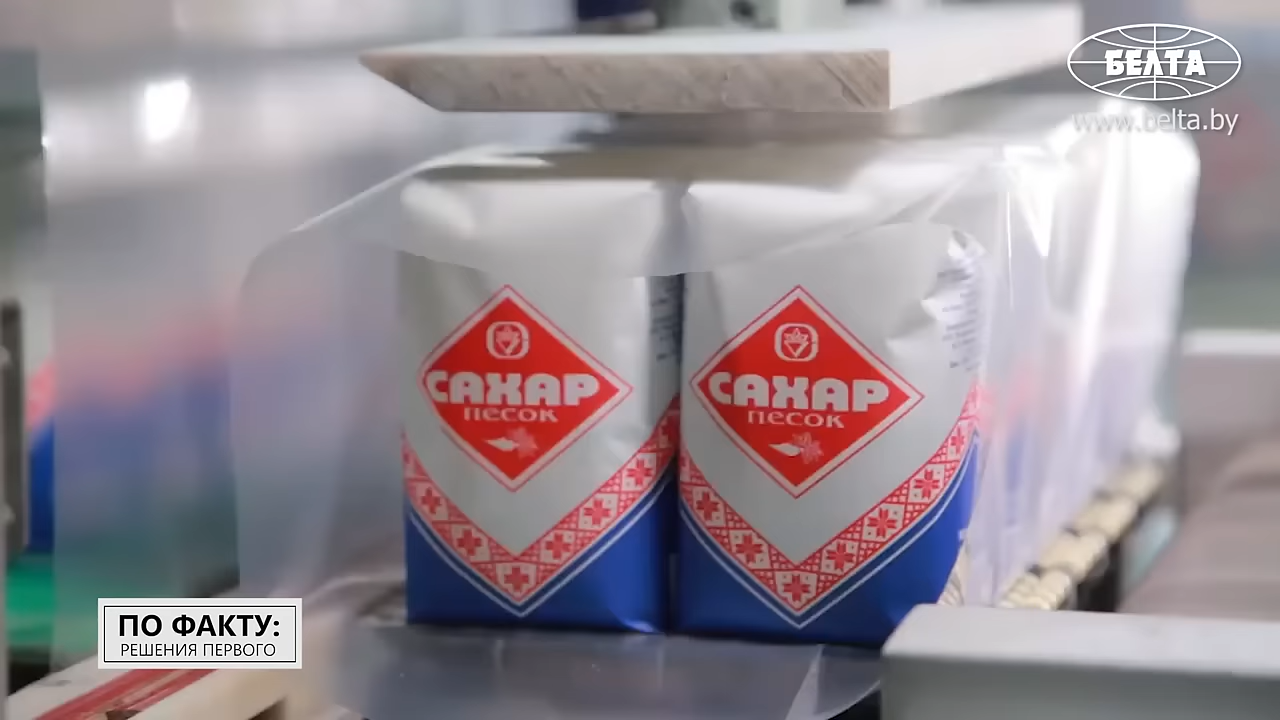 БЕЛТА
www.belta.by
САХАР
ПЕСОК
САХАР
ПЕСОК
ПО ФАКТУ:
РЕШЕНИЯ ПЕРВОГО